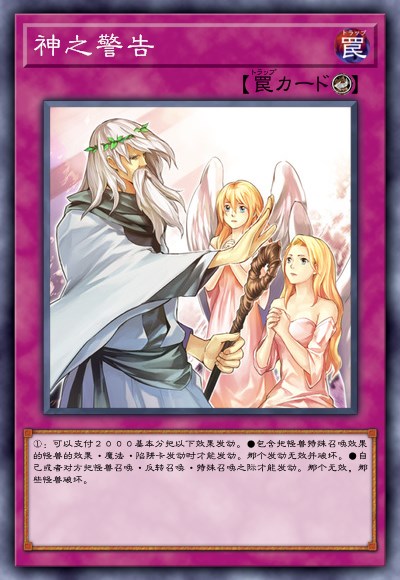 神之警告
トラップ
罠
トラップ
【罠カード】
①：可以支付２０００基本分把以下效果发动。●包含把怪兽特殊召唤效果
的怪兽的效果·魔法·陷阱卡发动时才能发动。那个发动无效并破坏。●自
己或者对方把怪兽召唤·反转召唤·特殊召唤之际才能发动。那个无效，那
些怪兽破坏。